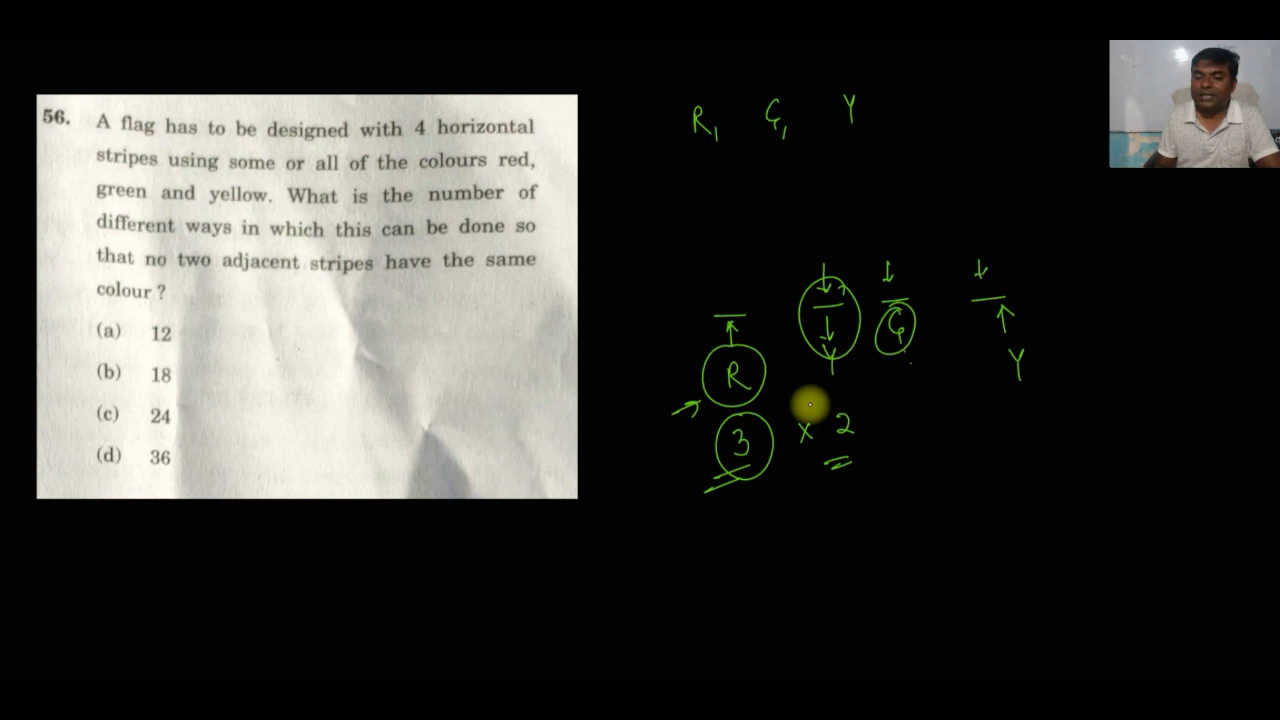 56. A flag has to be designed with 4 horizontal
stripes using some or all of the colours red,
green and yellow. What is the number of
different ways in which this can be done so
that no two adjacent stripes have the same
colour ?
(a) 12
(b) 18
(c) 24
(d) 36
R, G, Y
R Y G Y
3 x 2